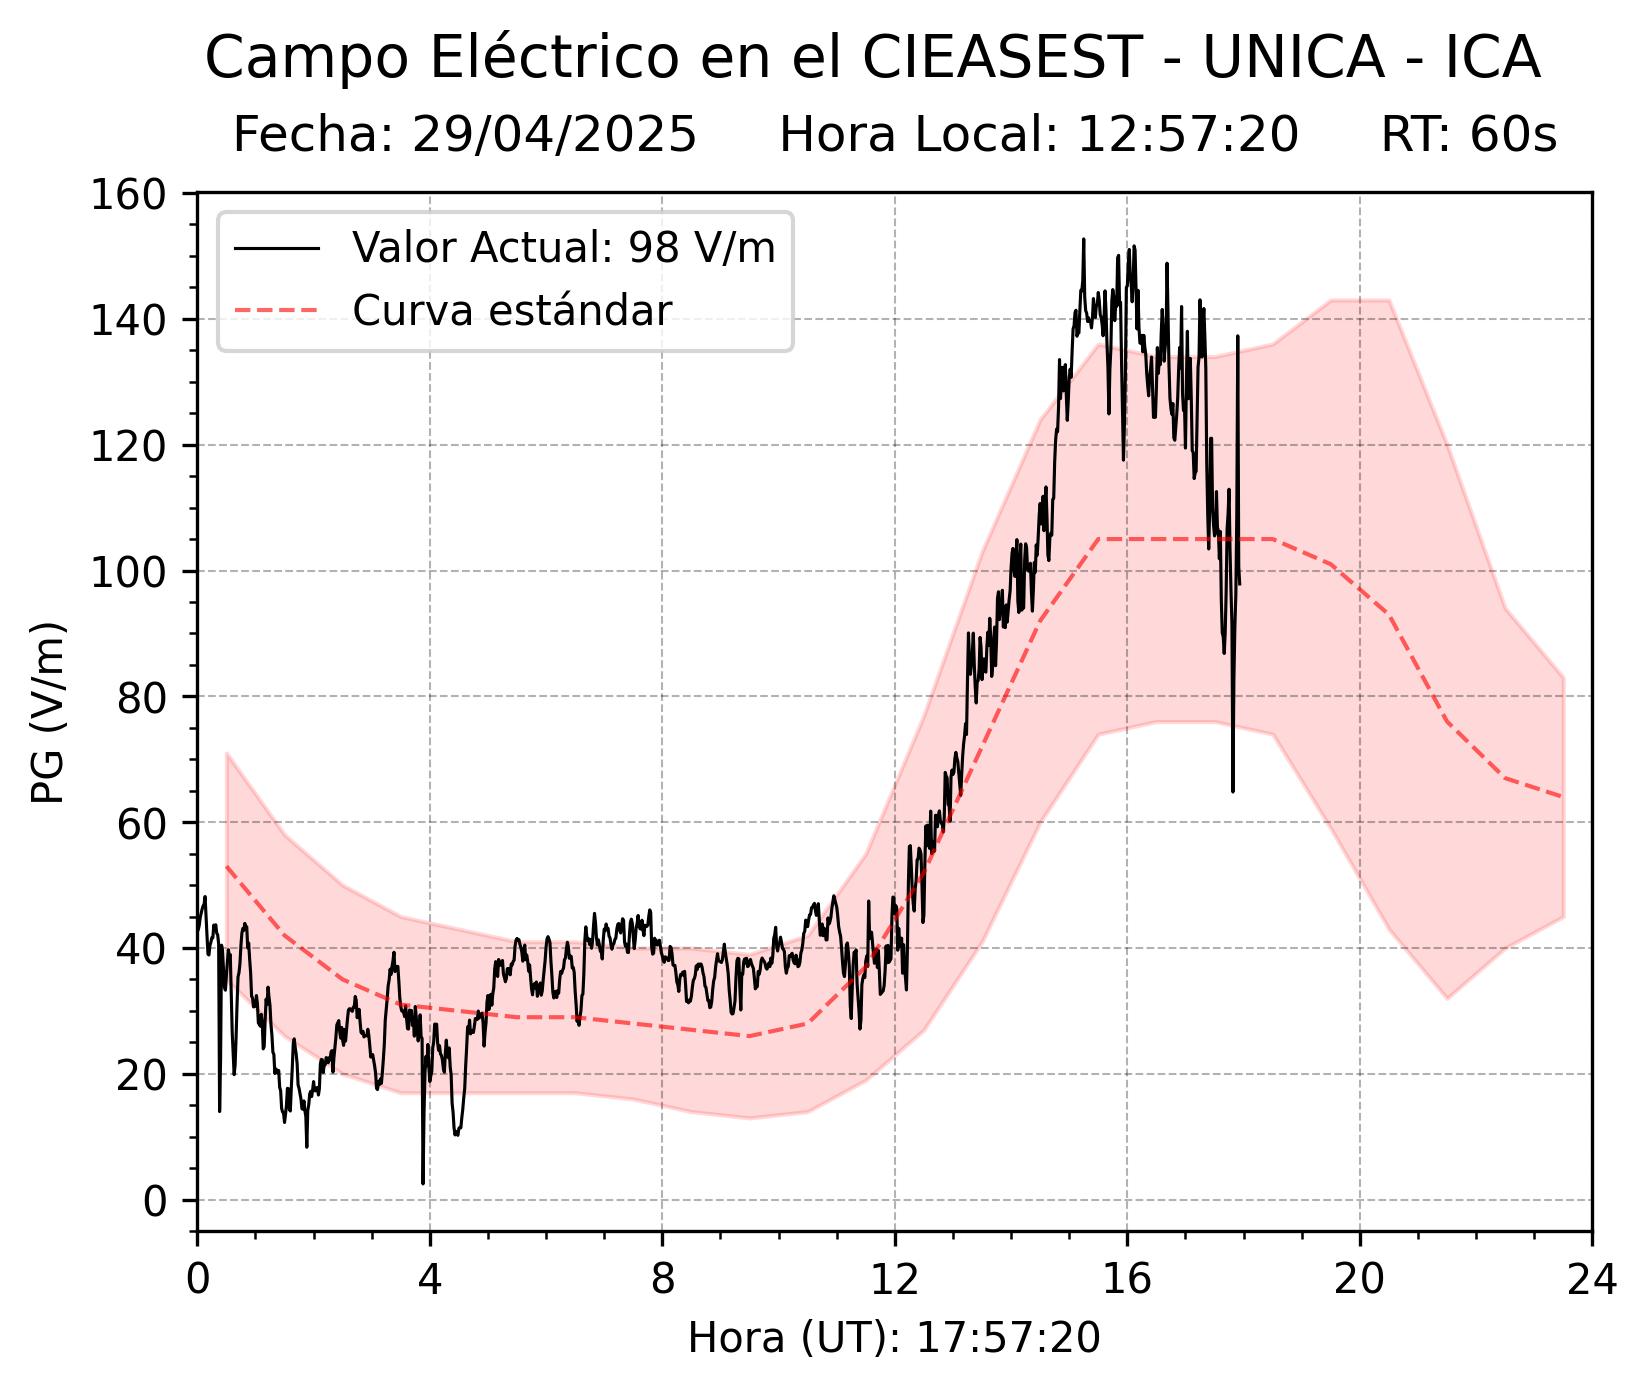 Campo Eléctrico en el CIEASEST - UNICA - ICA
Fecha: 29/04/2025 Hora Local: 12:57:20 RT: 60s
Valor Actual: 98 V/m
Curva estándar
PG (V/m)
160
140
120
100
80
60
40
20
0
0 4 8 12 16 20 24
Hora (UT): 17:57:20